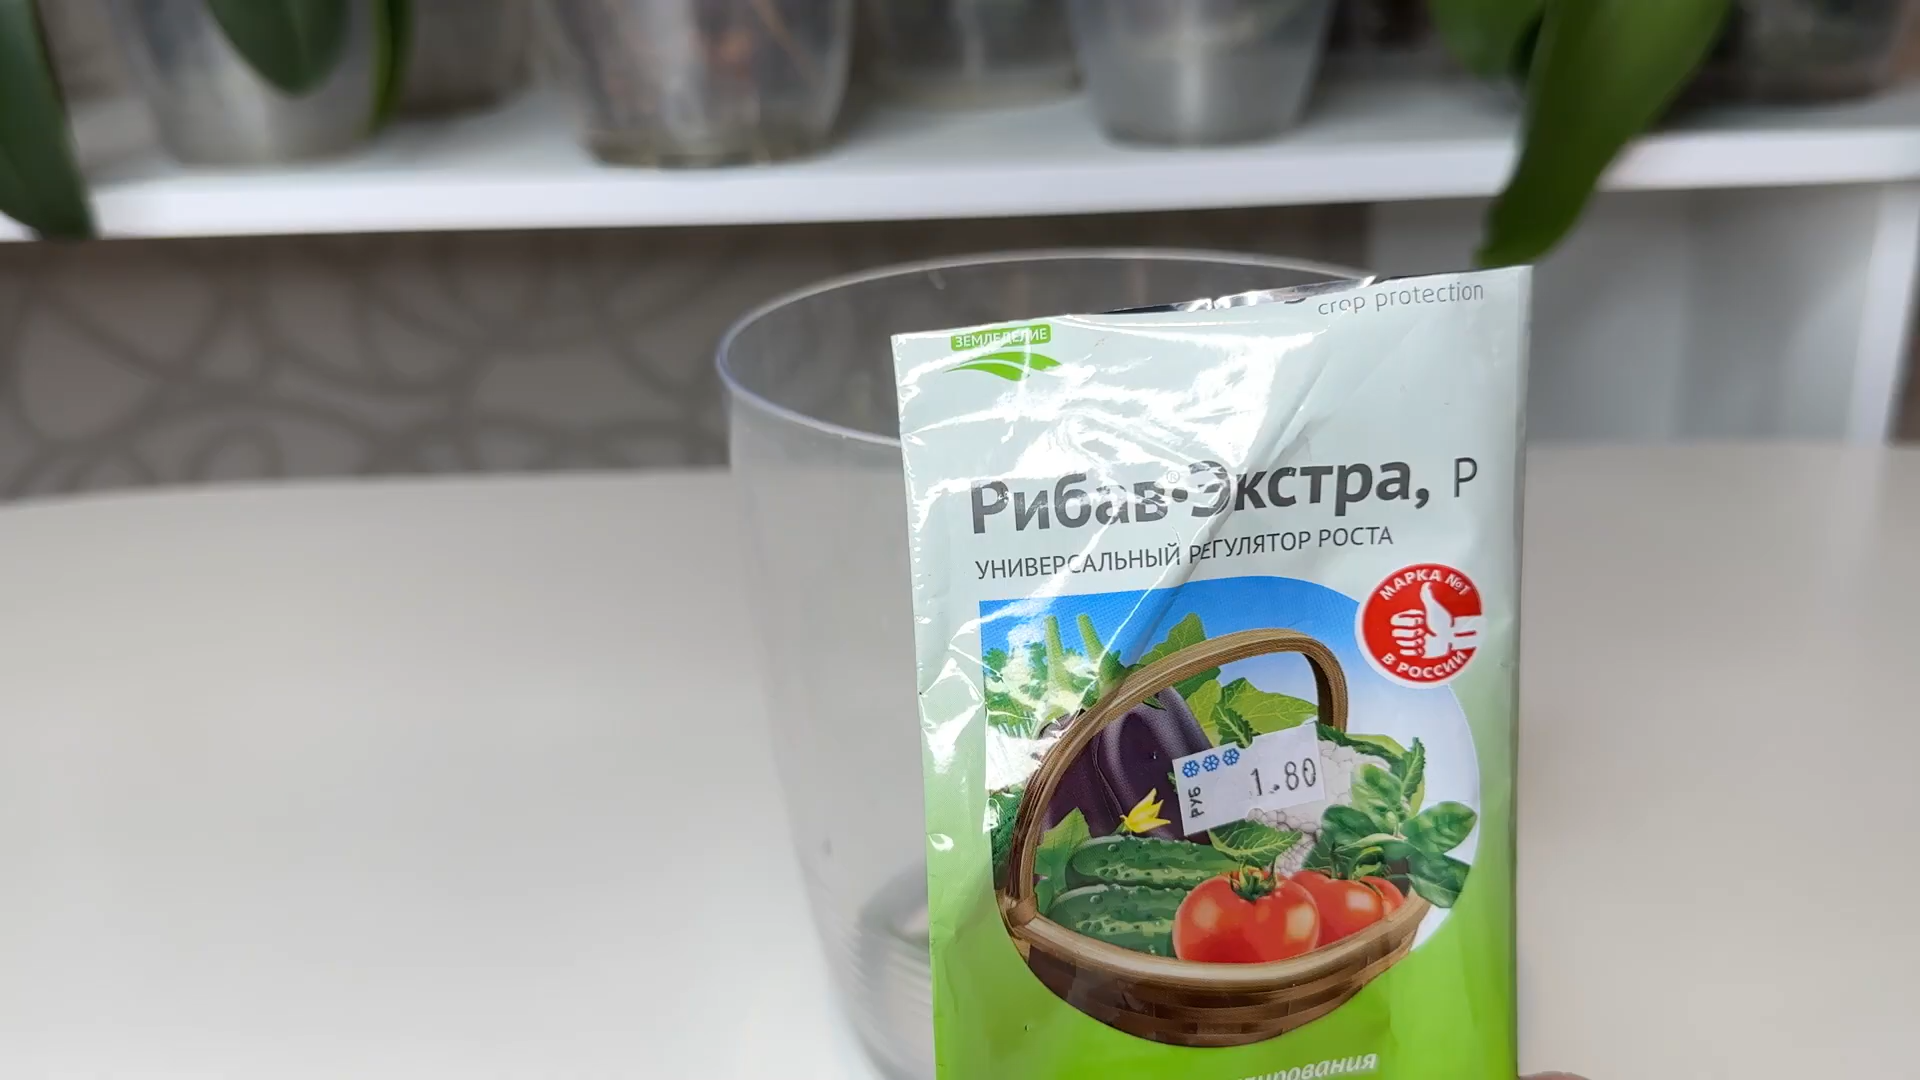 crop protection
ЗЕМЛЕДЕЛИЕ
Рибав®·Экстра, Р
УНИВЕРСАЛЬНЫЙ РЕГУЛЯТОР РОСТА
МАРКА №1
В РОССИИ
РУБ 1.80